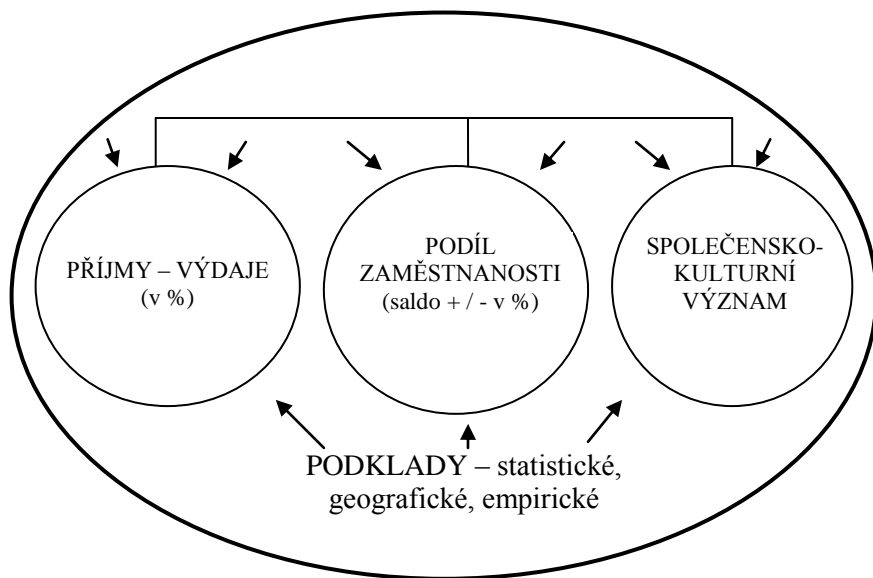 PŘÍJMY – VÝDAJE
(v %)
PODÍL
ZAMĚSTNANOSTI
(saldo + / - v %)
SPOLEČENSKO-
KULTURNÍ
VÝZNAM
PODKLADY – statistické,
geografické, empirické